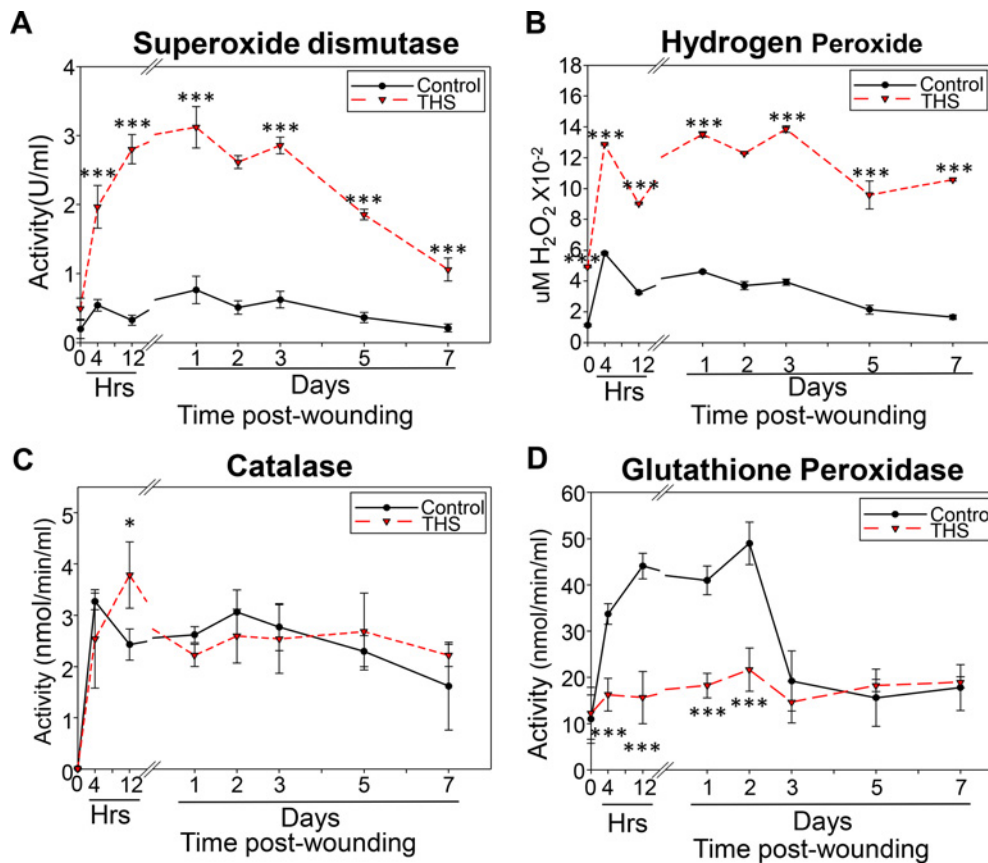 A
Superoxide dismutase
4
3
2
1
0
Activity(U/ml)
Control
THS
***
***
***
***
***
***
0 4 12 1 2 3 5 7
Hrs
Days
Time post-wounding
B
Hydrogen Peroxide
18
16
14
12
10
8
6
4
2
0
uM H₂O₂ X10⁻²
Control
THS
***
***
***
***
***
***
***
0 4 12 1 2 3 5 7
Hrs
Days
Time post-wounding
C
Catalase
5
4
3
2
1
0
Activity (nmol/min/ml)
Control
THS
*
0 4 12 1 2 3 5 7
Hrs
Days
Time post-wounding
D
Glutathione Peroxidase
60
50
40
30
20
10
0
Activity (nmol/min/ml)
Control
THS
***
***
***
***
0 4 12 1 2 3 5 7
Hrs
Days
Time post-wounding